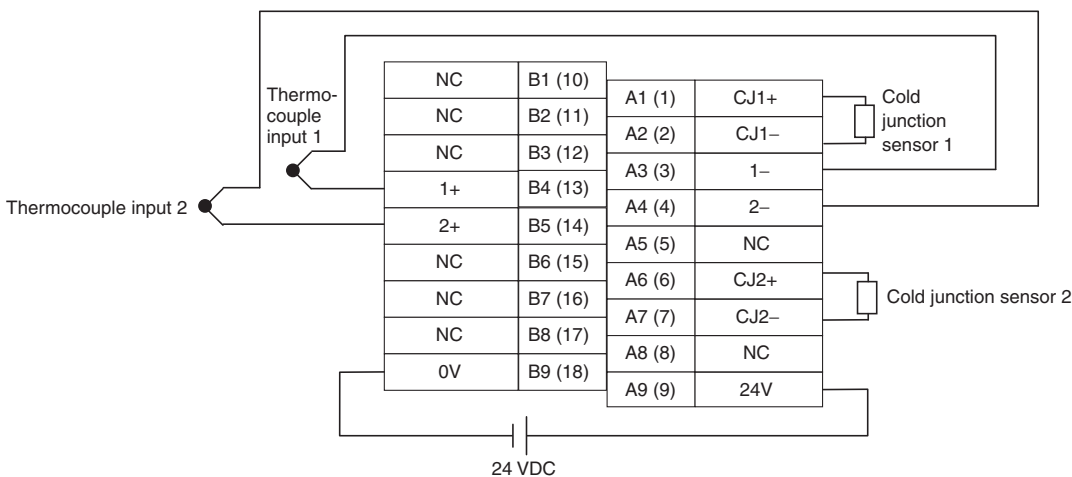 Thermo-
couple
input 1
Thermocouple input 2
NC B1 (10)
NC B2 (11)
NC B3 (12)
1+ B4 (13)
2+ B5 (14)
NC B6 (15)
NC B7 (16)
NC B8 (17)
0V B9 (18)
A1 (1) CJ1+
A2 (2) CJ1−
A3 (3) 1−
A4 (4) 2−
A5 (5) NC
A6 (6) CJ2+
A7 (7) CJ2−
A8 (8) NC
A9 (9) 24V
Cold
junction
sensor 1
Cold junction sensor 2
24 VDC